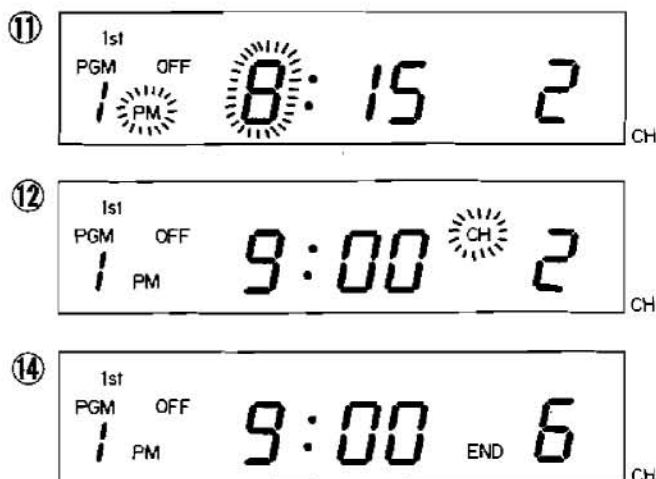 ⑪
1st
PGM OFF
1 PM 8:15 2
CH
⑫
1st
PGM OFF CH
1 PM 9:00 2
CH
⑭
1st
PGM OFF
1 PM 9:00 END 6
CH